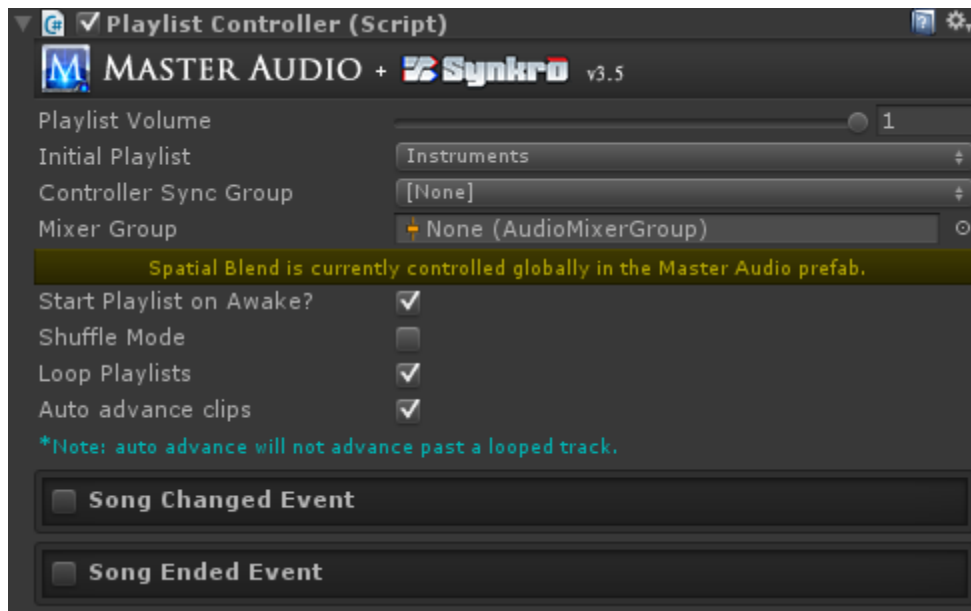 Playlist Controller (Script)
MASTER AUDIO + Synkro v3.5
Playlist Volume 1
Initial Playlist Instruments
Controller Sync Group [None]
Mixer Group None (AudioMixerGroup)
Spatial Blend is currently controlled globally in the Master Audio prefab.
Start Playlist on Awake?
Shuffle Mode
Loop Playlists
Auto advance clips
*Note: auto advance will not advance past a looped track.
Song Changed Event
Song Ended Event